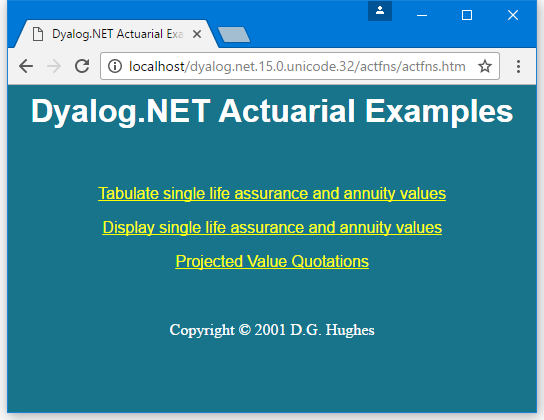 Dyalog.NET Actuarial Exa
localhost/dyalog.net.15.0.unicode.32/actfns/actfns.htm
Dyalog.NET Actuarial Examples
Tabulate single life assurance and annuity values
Display single life assurance and annuity values
Projected Value Quotations
Copyright © 2001 D.G. Hughes